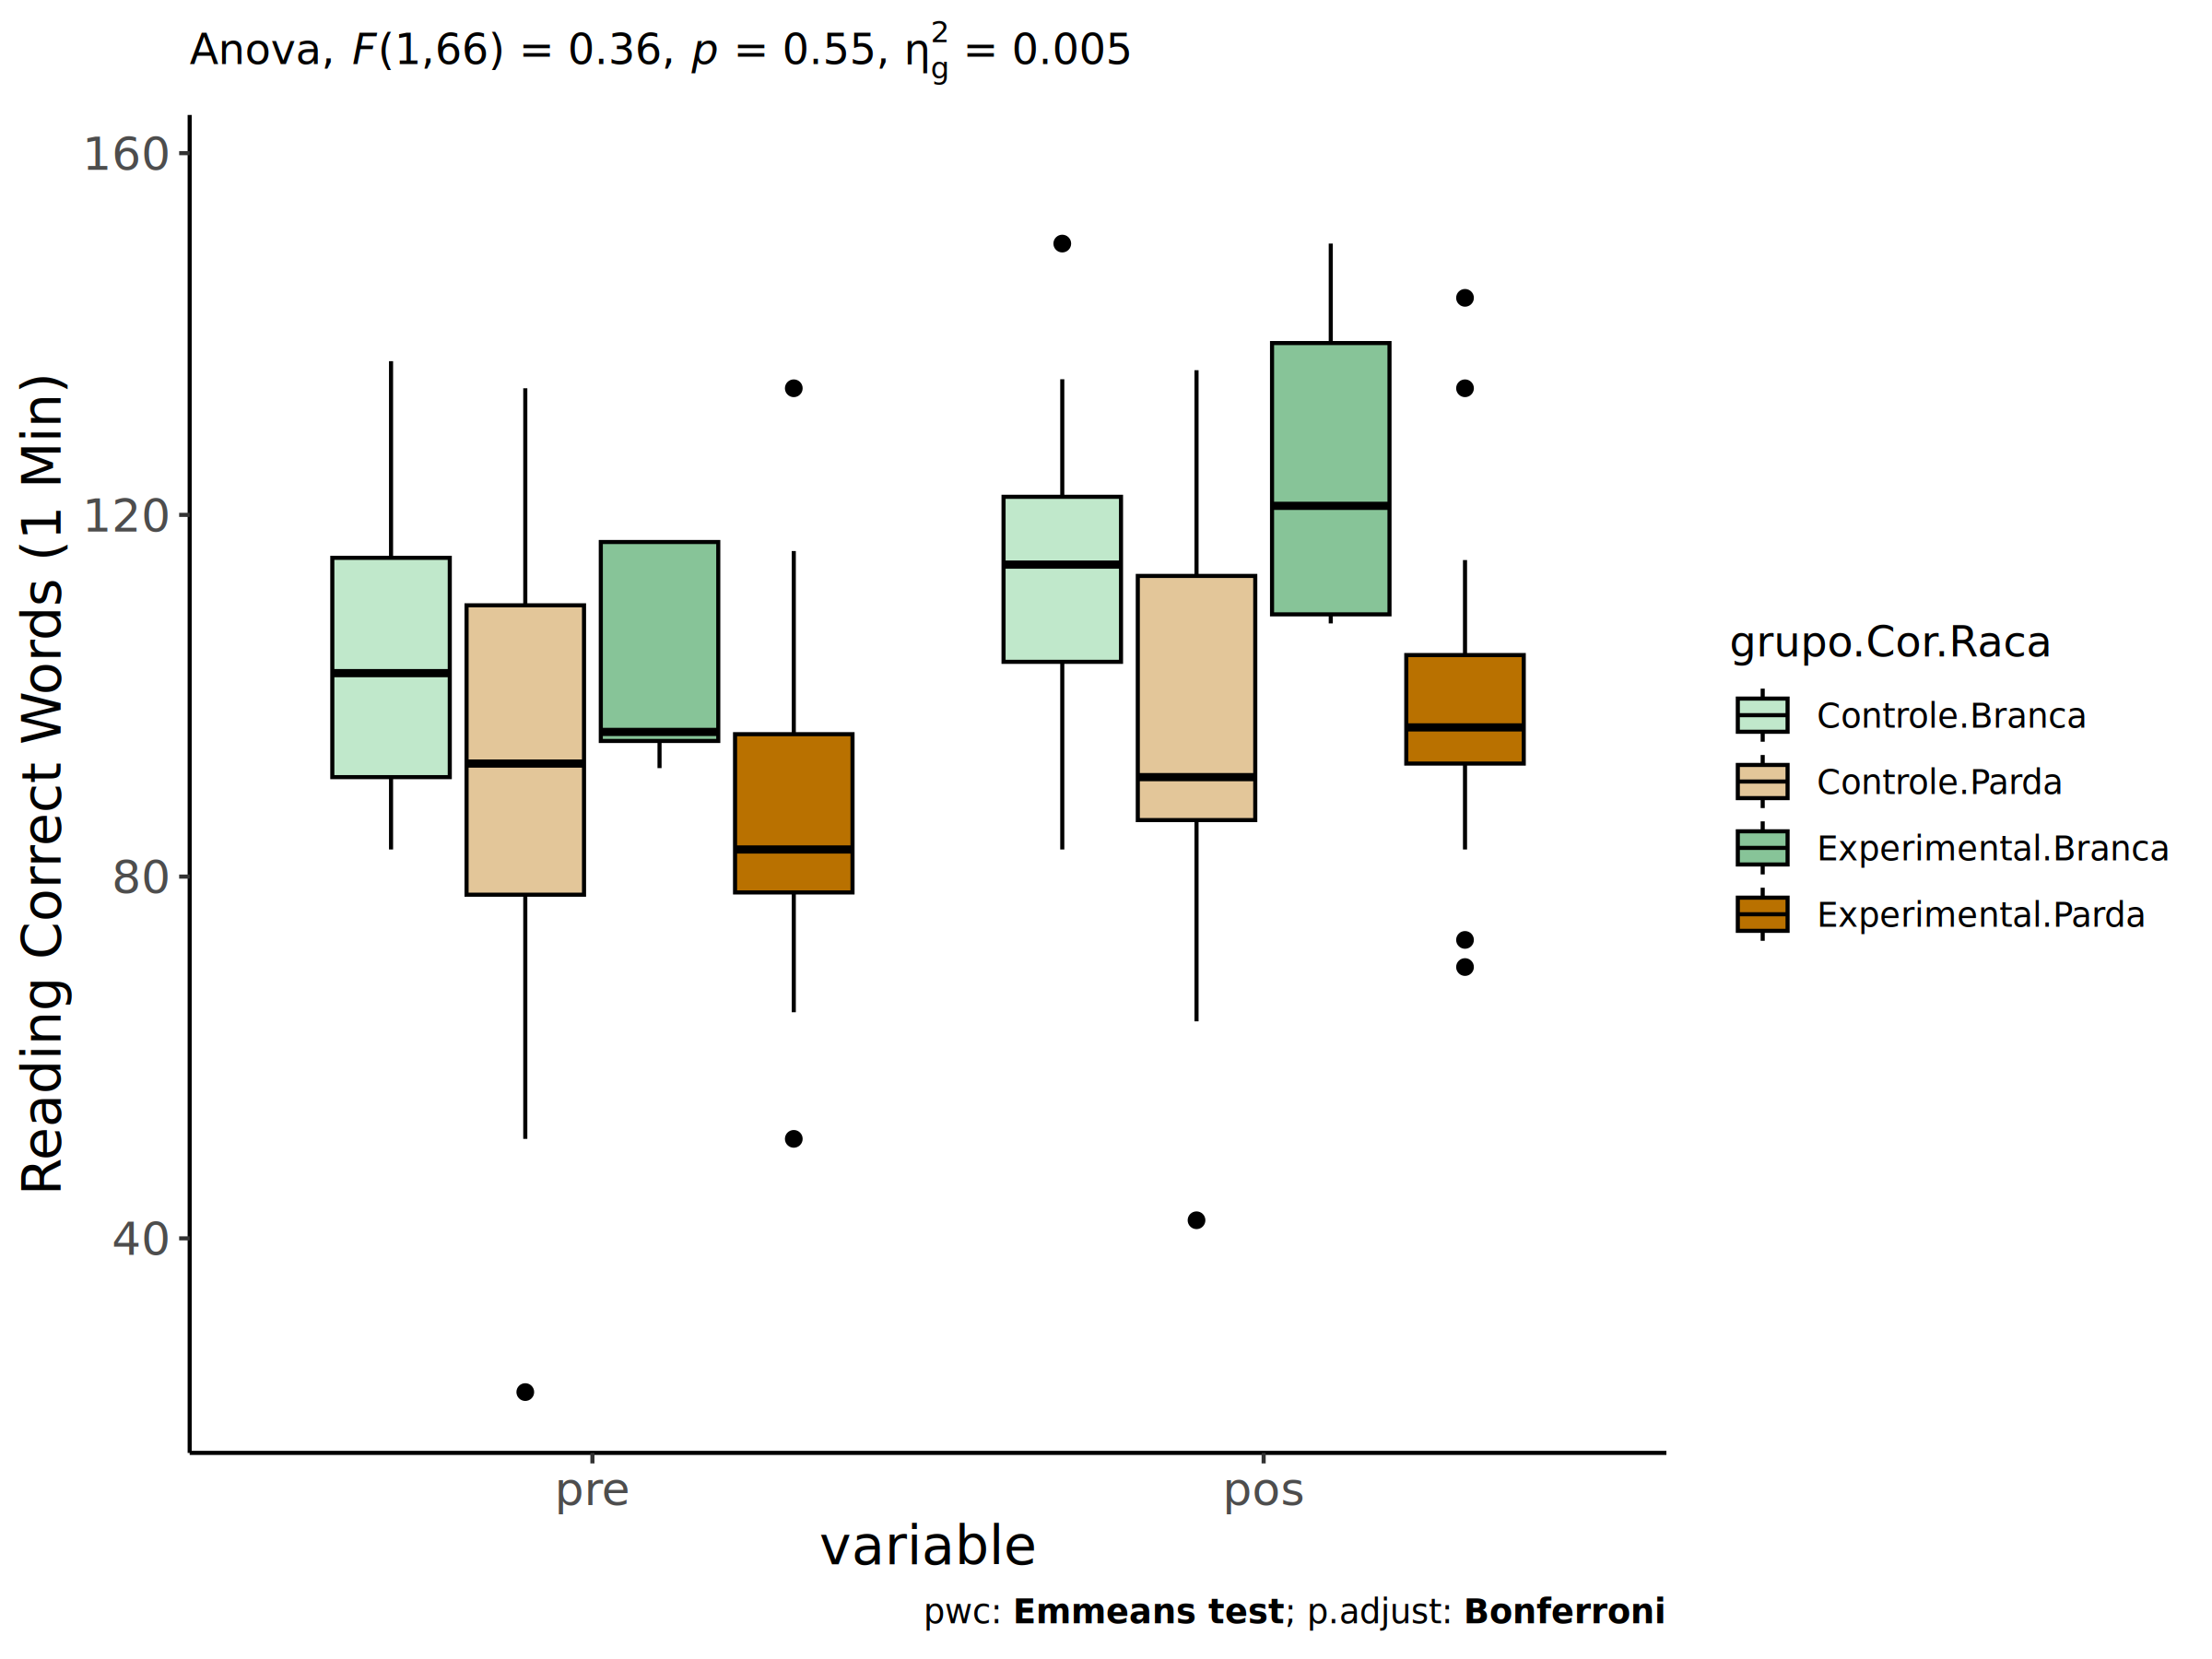 Anova, F(1,66) = 0.36, p = 0.55, η²g = 0.005
Reading Correct Words (1 Min)
160
120
80
40
pre
pos
variable
grupo.Cor.Raca
Controle.Branca
Controle.Parda
Experimental.Branca
Experimental.Parda
pwc: Emmeans test; p.adjust: Bonferroni